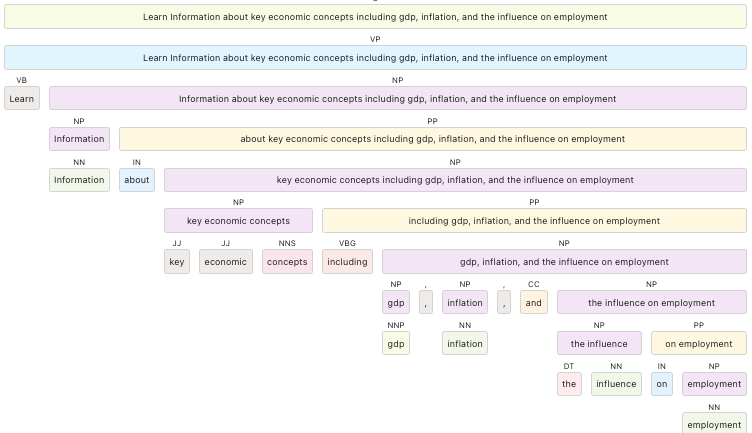 Learn Information about key economic concepts including gdp, inflation, and the influence on employment
VP
Learn Information about key economic concepts including gdp, inflation, and the influence on employment
VB NP
Learn Information about key economic concepts including gdp, inflation, and the influence on employment
NP PP
Information about key economic concepts including gdp, inflation, and the influence on employment
NN IN NP
Information about key economic concepts including gdp, inflation, and the influence on employment
NP PP
key economic concepts including gdp, inflation, and the influence on employment
JJ JJ NNS VBG NP
key economic concepts including gdp, inflation, and the influence on employment
NP , NP , CC NP
gdp , inflation , and the influence on employment
NNP NN NP PP
gdp inflation the influence on employment
DT NN IN NP
the influence on employment
NN
employment